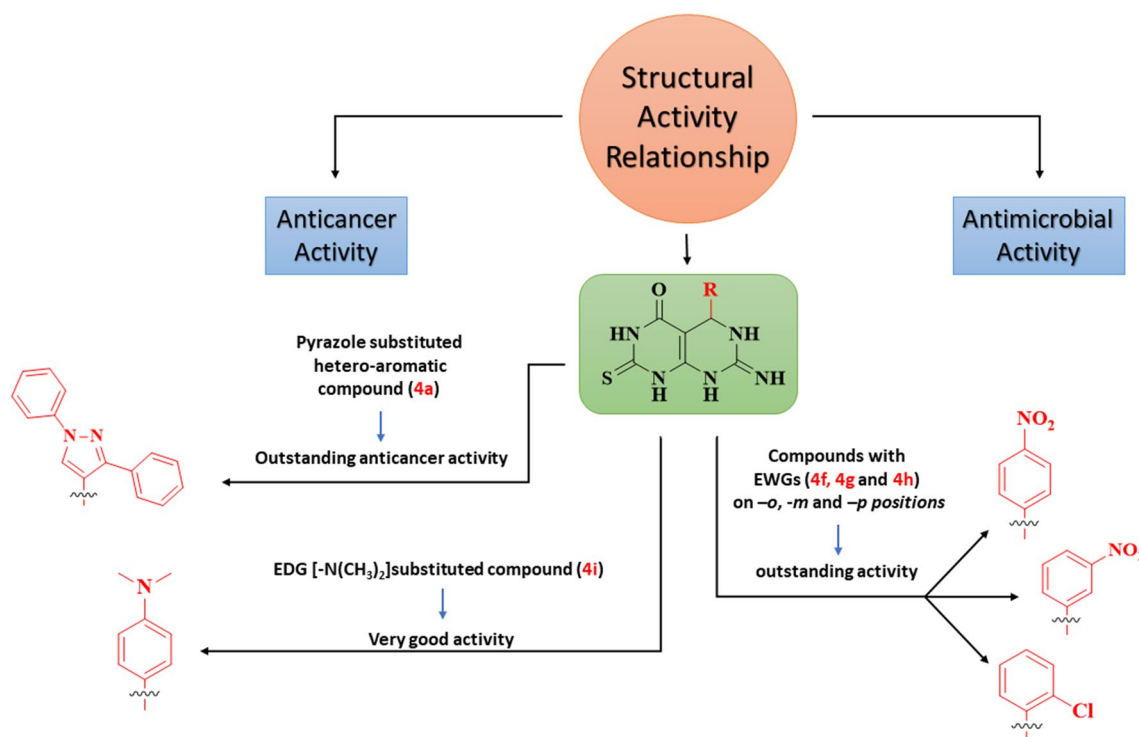 Structural
Activity
Relationship
Anticancer
Activity
Antimicrobial
Activity
O
R
HN
NH
S
N
H
N
H
NH
Pyrazole substituted
hetero-aromatic
compound (4a)
Outstanding anticancer activity
N
N
EDG [-N(CH₃)₂]substituted compound (4i)
Very good activity
N
Compounds with
EWGs (4f, 4g and 4h)
on –o, -m and –p positions
outstanding activity
NO₂
NO₂
Cl